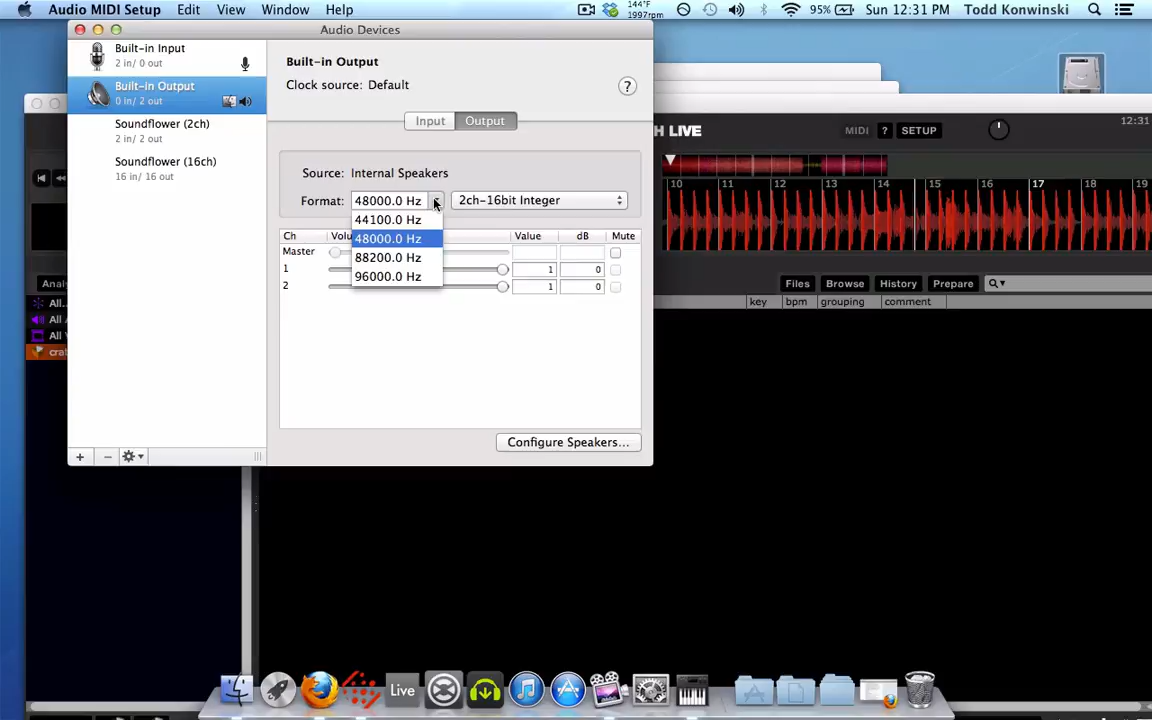 Audio MIDI Setup Edit View Window Help
144°F
1997rpm
95%
Sun 12:31 PM
Todd Konwinski
Audio Devices
Built-in Input
2 in/ 0 out
Built-in Output
0 in/ 2 out
Soundflower (2ch)
2 in/ 2 out
Soundflower (16ch)
16 in/ 16 out
Built-in Output
Clock source: Default
?
Input Output
Source: Internal Speakers
Format: 48000.0 Hz 2ch-16bit Integer
44100.0 Hz
48000.0 Hz
88200.0 Hz
96000.0 Hz
Ch Value dB Mute
Master
1 1 0
2 1 0
Configure Speakers...
+ −
H LIVE
MIDI ? SETUP
12:31
10 11 12 13 14 15 16 17 18 19
Files Browse History Prepare
key bpm grouping comment
All...
All
All
Live